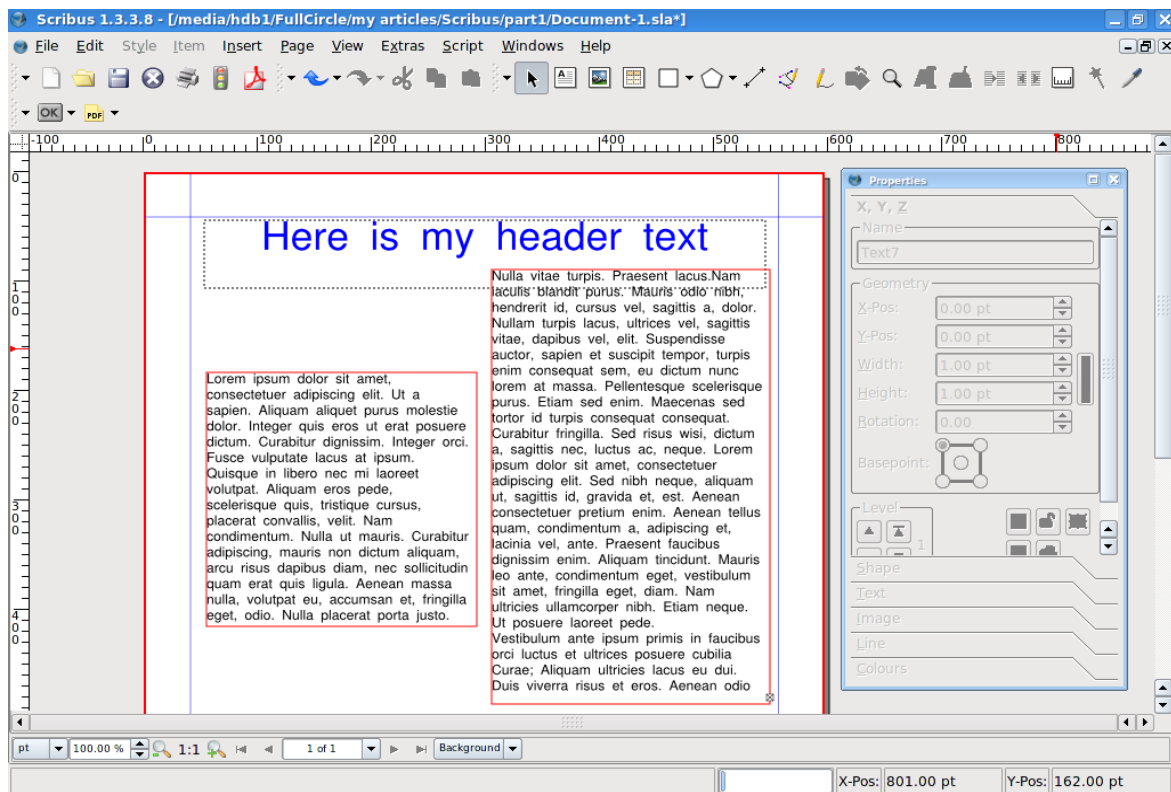 Scribus 1.3.3.8 - [/media/hdb1/FullCircle/my articles/Scribus/part1/Document-1.sla*]
File Edit Style Item Insert Page View Extras Script Windows Help
OK PDF
-100 0 100 200 300 400 500 600 700 800
0
100
200
300
400
Here is my header text
Lorem ipsum dolor sit amet,
consectetuer adipiscing elit. Ut a
sapien. Aliquam aliquet purus molestie
dolor. Integer quis eros ut erat posuere
dictum. Curabitur dignissim. Integer orci.
Fusce vulputate lacus at ipsum.
Quisque in libero nec mi laoreet
volutpat. Aliquam eros pede,
scelerisque quis, tristique cursus,
placerat convallis, velit. Nam
condimentum. Nulla ut mauris. Curabitur
adipiscing, mauris non dictum aliquam,
arcu risus dapibus diam, nec sollicitudin
quam erat quis ligula. Aenean massa
nulla, volutpat eu, accumsan et, fringilla
eget, odio. Nulla placerat porta justo.
Nulla vitae turpis. Praesent lacus.Nam
iaculis blandit purus. Mauris odio nibh,
hendrerit id, cursus vel, sagittis a, dolor.
Nullam turpis lacus, ultrices vel, sagittis
vitae, dapibus vel, elit. Suspendisse
auctor, sapien et suscipit tempor, turpis
enim consequat sem, eu dictum nunc
lorem at massa. Pellentesque scelerisque
purus. Etiam sed enim. Maecenas sed
tortor id turpis consequat consequat.
Curabitur fringilla. Sed risus wisi, dictum
a, sagittis nec, luctus ac, neque. Lorem
ipsum dolor sit amet, consectetuer
adipiscing elit. Sed nibh neque, aliquam
ut, sagittis id, gravida et, est. Aenean
consectetuer pretium enim. Aenean tellus
quam, condimentum a, adipiscing et,
lacinia vel, ante. Praesent faucibus
dignissim enim. Aliquam tincidunt. Mauris
leo ante, condimentum eget, vestibulum
sit amet, fringilla eget, diam. Nam
ultricies ullamcorper nibh. Etiam neque.
Ut posuere laoreet pede.
Vestibulum ante ipsum primis in faucibus
orci luctus et ultrices posuere cubilia
Curae; Aliquam ultricies lacus eu dui.
Duis viverra risus et eros. Aenean odio
Properties
X, Y, Z
Name
Text7
Geometry
X-Pos: 0.00 pt
Y-Pos: 0.00 pt
Width: 1.00 pt
Height: 1.00 pt
Rotation: 0.00
Basepoint:
Level
1
Shape
Text
Image
Line
Colours
pt 100.00 % 1:1 1 of 1 Background
X-Pos: 801.00 pt Y-Pos: 162.00 pt